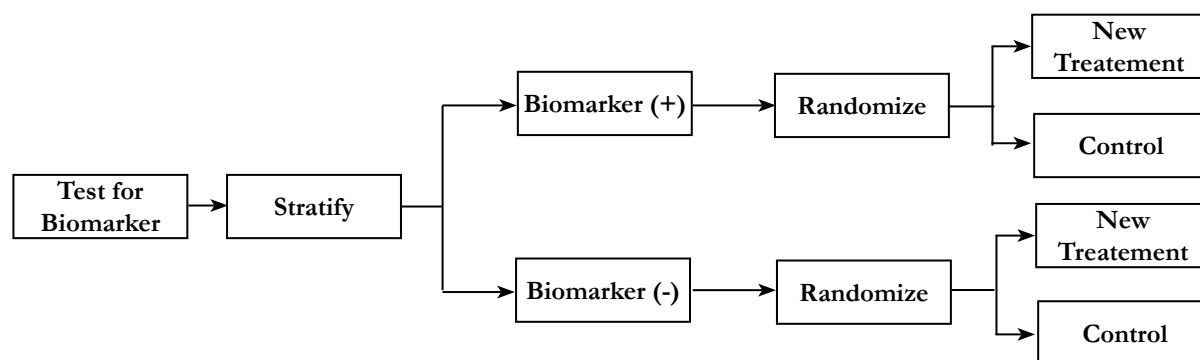 Test for
Biomarker
Stratify
Biomarker (+)
Randomize
New
Treatement
Control
Biomarker (-)
Randomize
New
Treatement
Control